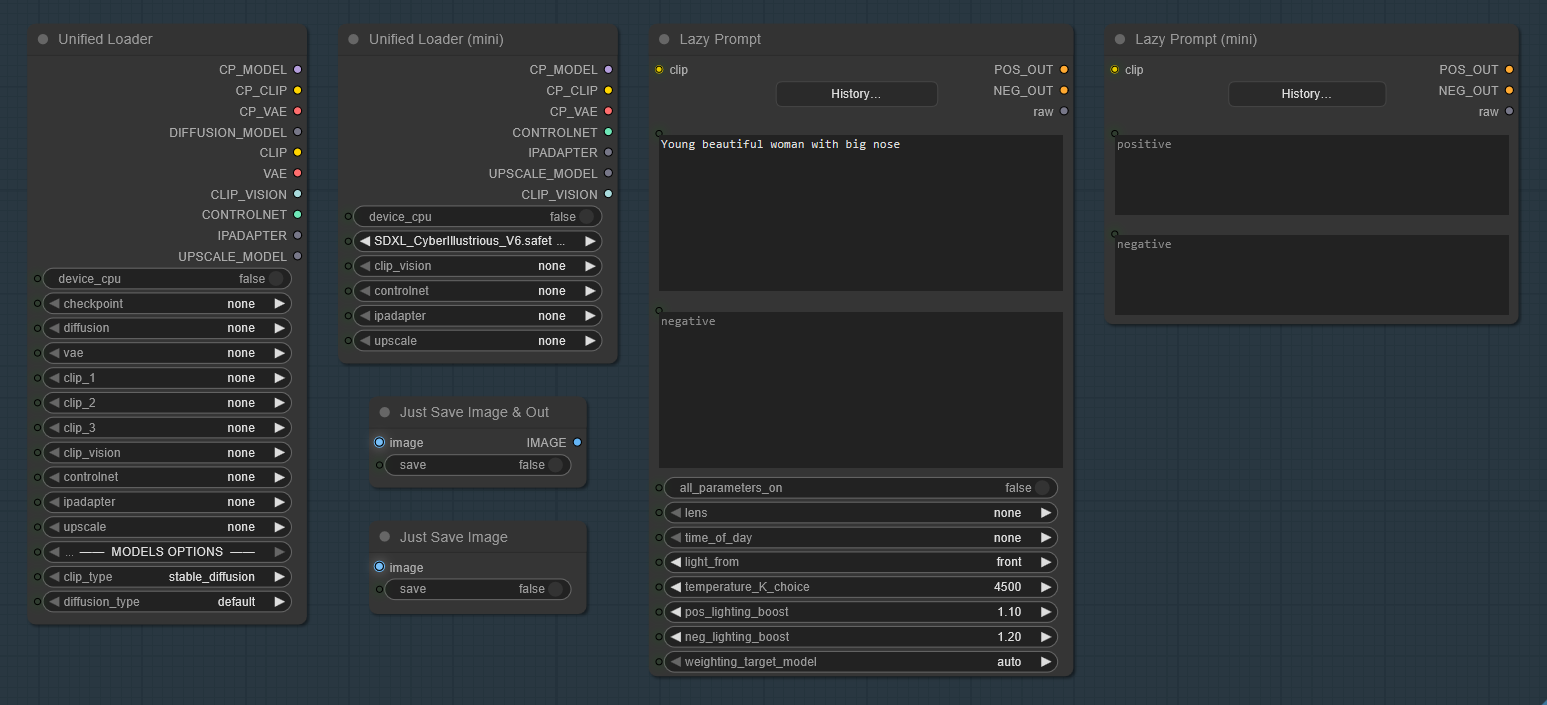 Unified Loader
CP_MODEL
CP_CLIP
CP_VAE
DIFFUSION_MODEL
CLIP
VAE
CLIP_VISION
CONTROLNET
IPADAPTER
UPSCALE_MODEL
device_cpu false
checkpoint none
diffusion none
vae none
clip_1 none
clip_2 none
clip_3 none
clip_vision none
controlnet none
ipadapter none
upscale none
... —— MODELS OPTIONS ——
clip_type stable_diffusion
diffusion_type default
Unified Loader (mini)
CP_MODEL
CP_CLIP
CP_VAE
CONTROLNET
IPADAPTER
UPSCALE_MODEL
CLIP_VISION
device_cpu false
SDXL_CyberIllustrious_V6.safet ...
clip_vision none
controlnet none
ipadapter none
upscale none
Just Save Image & Out
image IMAGE
save false
Just Save Image
image
save false
Lazy Prompt
clip POS_OUT
History... NEG_OUT
raw
Young beautiful woman with big nose
negative
all_parameters_on false
lens none
time_of_day none
light_from front
temperature_K_choice 4500
pos_lighting_boost 1.10
neg_lighting_boost 1.20
weighting_target_model auto
Lazy Prompt (mini)
clip POS_OUT
History... NEG_OUT
raw
positive
negative